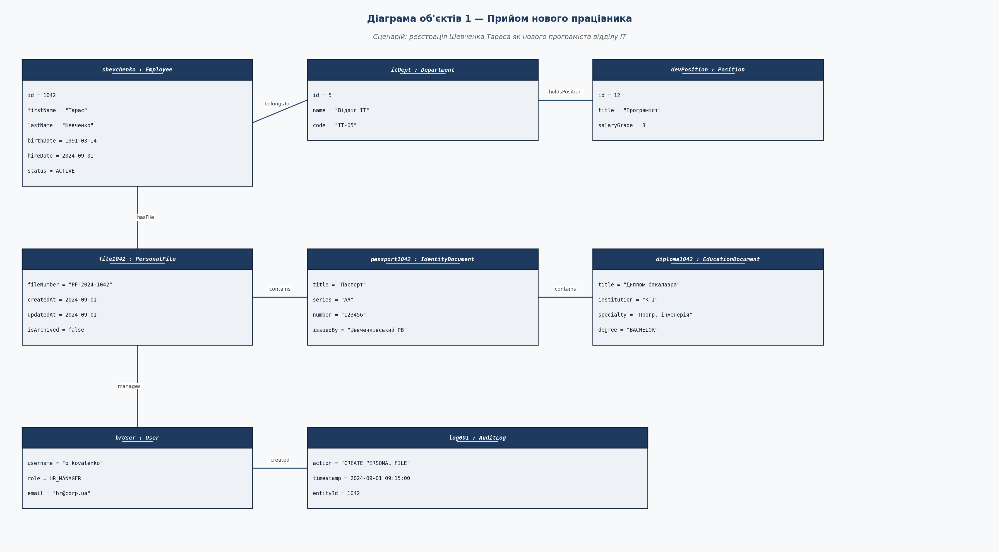 Діаграма об'єктів 1 — Прийом нового працівника
Сценарій: реєстрація Шевченка Тараса як нового програміста відділу ІТ
shevchenko : Employee
id = 1042
firstName = "Тарас"
lastName = "Шевченко"
birthDate = 1991-03-14
hireDate = 2024-09-01
status = ACTIVE
belongsTo
itDept : Department
id = 5
name = "Відділ ІТ"
code = "IT-05"
holdsPosition
devPosition : Position
id = 12
title = "Програміст"
salaryGrade = 8
hasFile
file1042 : PersonalFile
fileNumber = "PF-2024-1042"
createdAt = 2024-09-01
updatedAt = 2024-09-01
isArchived = false
contains
passport1042 : IdentityDocument
title = "Паспорт"
series = "АА"
number = "123456"
issuedBy = "Шевченківський РВ"
contains
diploma1042 : EducationDocument
title = "Диплом бакалавра"
institution = "КПІ"
specialty = "Прогр. інженерія"
degree = "BACHELOR"
manages
hrUser : User
username = "o.kovalenko"
role = HR_MANAGER
email = "hr@corp.ua"
created
log001 : AuditLog
action = "CREATE_PERSONAL_FILE"
timestamp = 2024-09-01 09:15:00
entityId = 1042